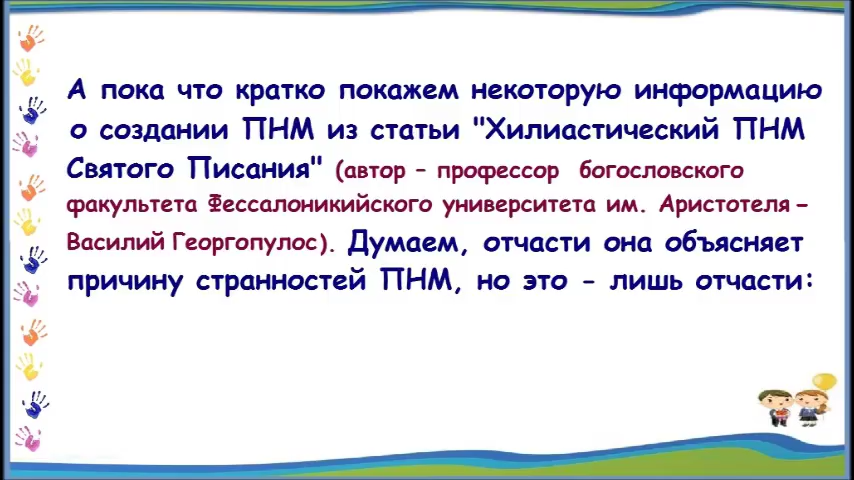 А пока что кратко покажем некоторую информацию
о создании ПНМ из статьи "Хилиастический ПНМ
Святого Писания" (автор – профессор богословского
факультета Фессалоникийского университета им. Аристотеля –
Василий Георгопулос). Думаем, отчасти она объясняет
причину странностей ПНМ, но это - лишь отчасти: